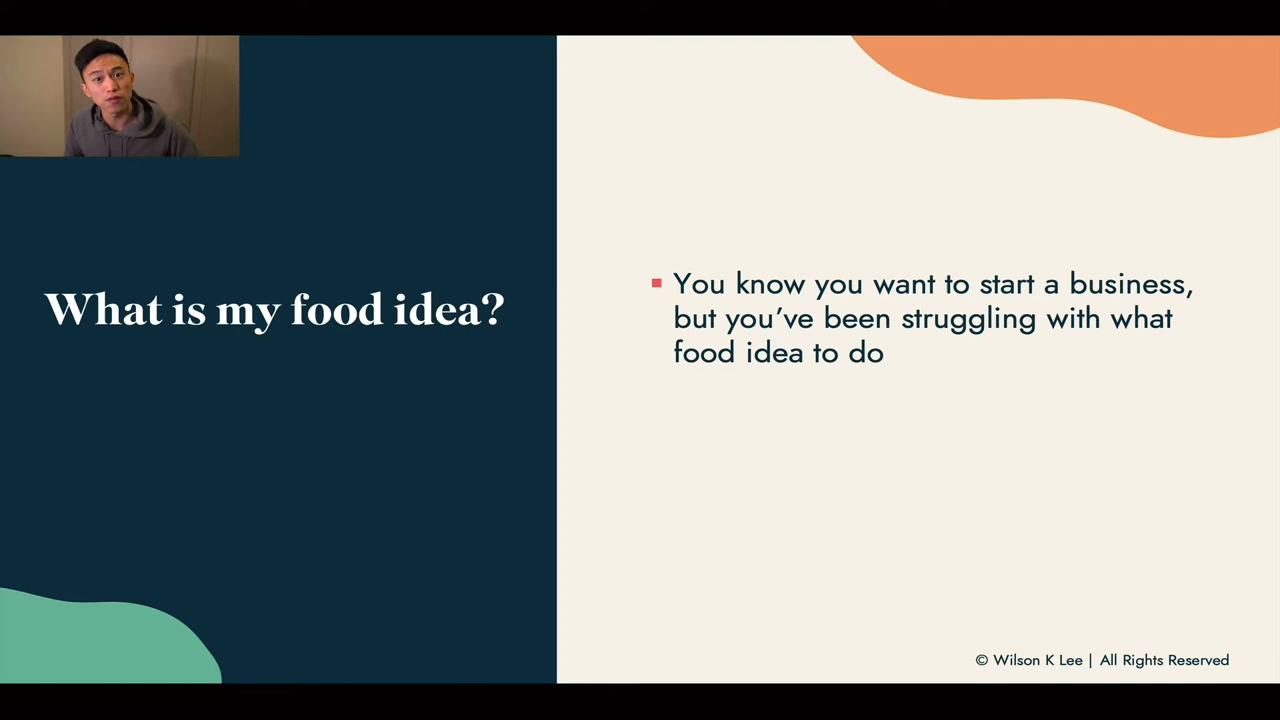 What is my food idea?
You know you want to start a business,
but you’ve been struggling with what
food idea to do
© Wilson K Lee | All Rights Reserved